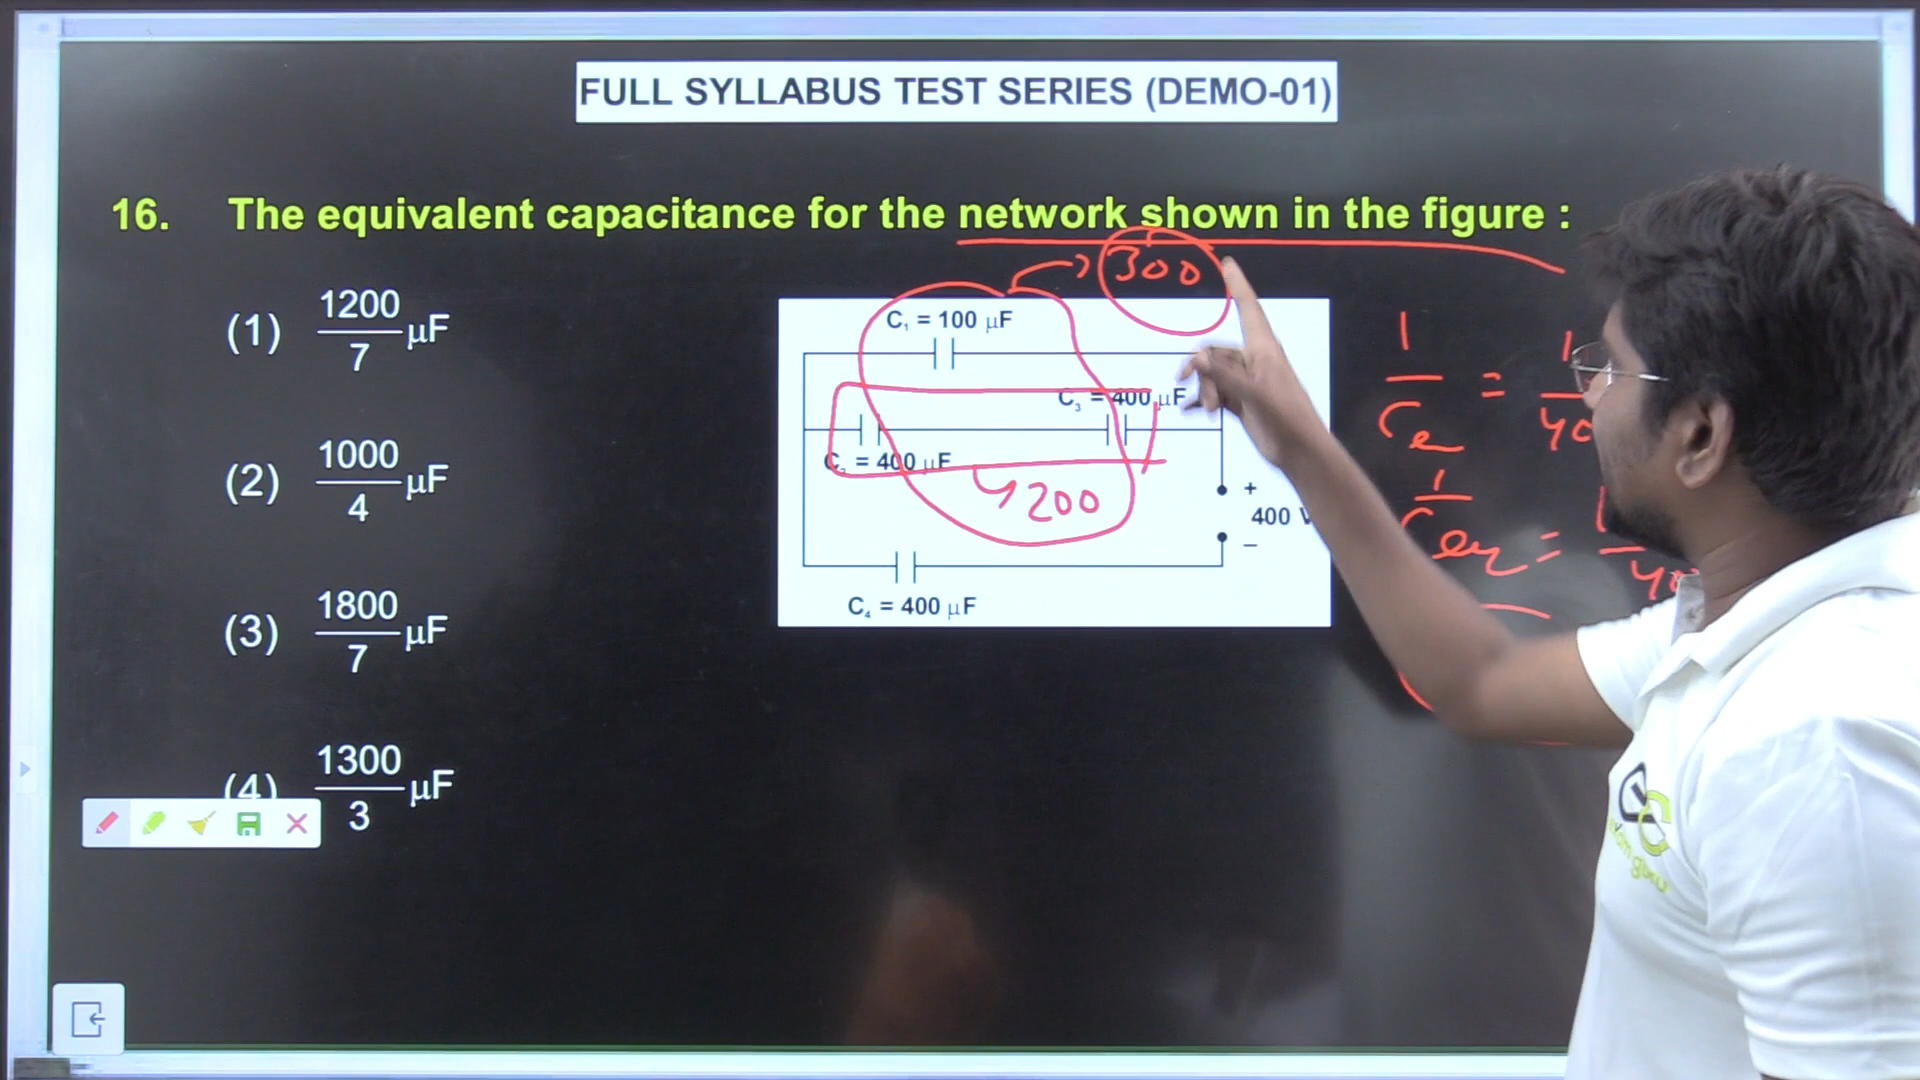 FULL SYLLABUS TEST SERIES (DEMO-01)
16. The equivalent capacitance for the network shown in the figure :
(1) 1200/7 μF
(2) 1000/4 μF
(3) 1800/7 μF
(4) 1300/3 μF
300
C₁ = 100 μF
C₃ = 400 μF
= 400 μF
200
+
400 V
–
C₄ = 400 μF
1
=
1
=